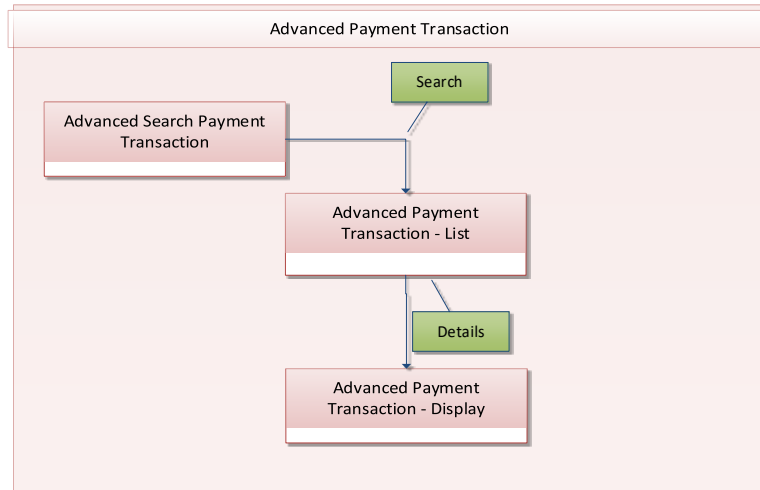 Advanced Payment Transaction
Search
Advanced Search Payment
Transaction
Advanced Payment
Transaction - List
Details
Advanced Payment
Transaction - Display